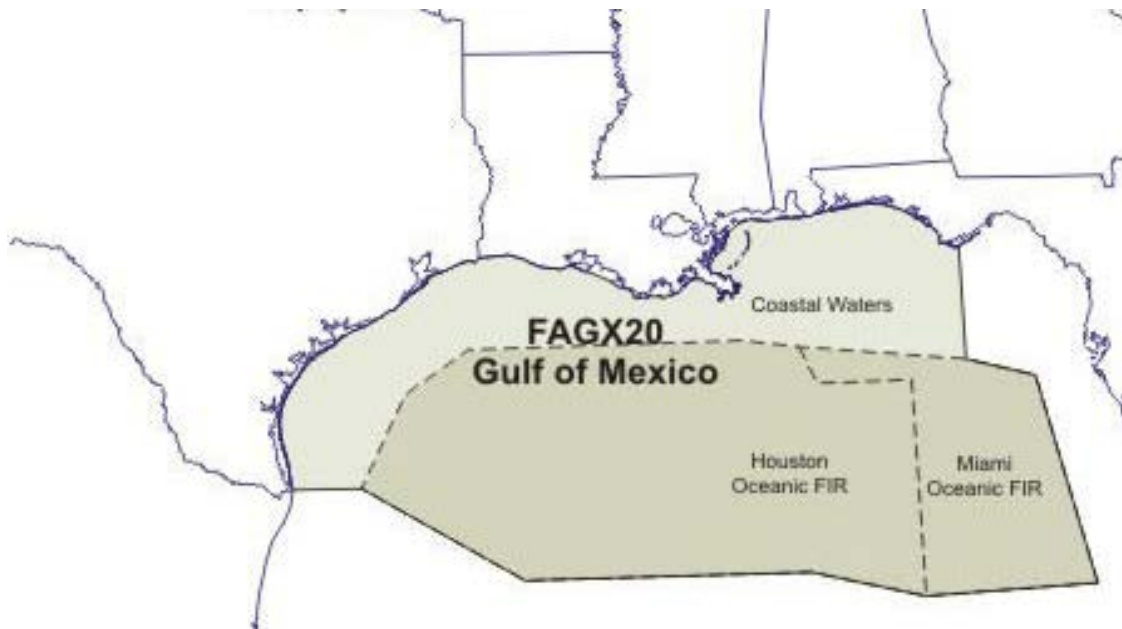 Coastal Waters
FAGX20
Gulf of Mexico
Houston
Oceanic FIR
Miami
Oceanic FIR